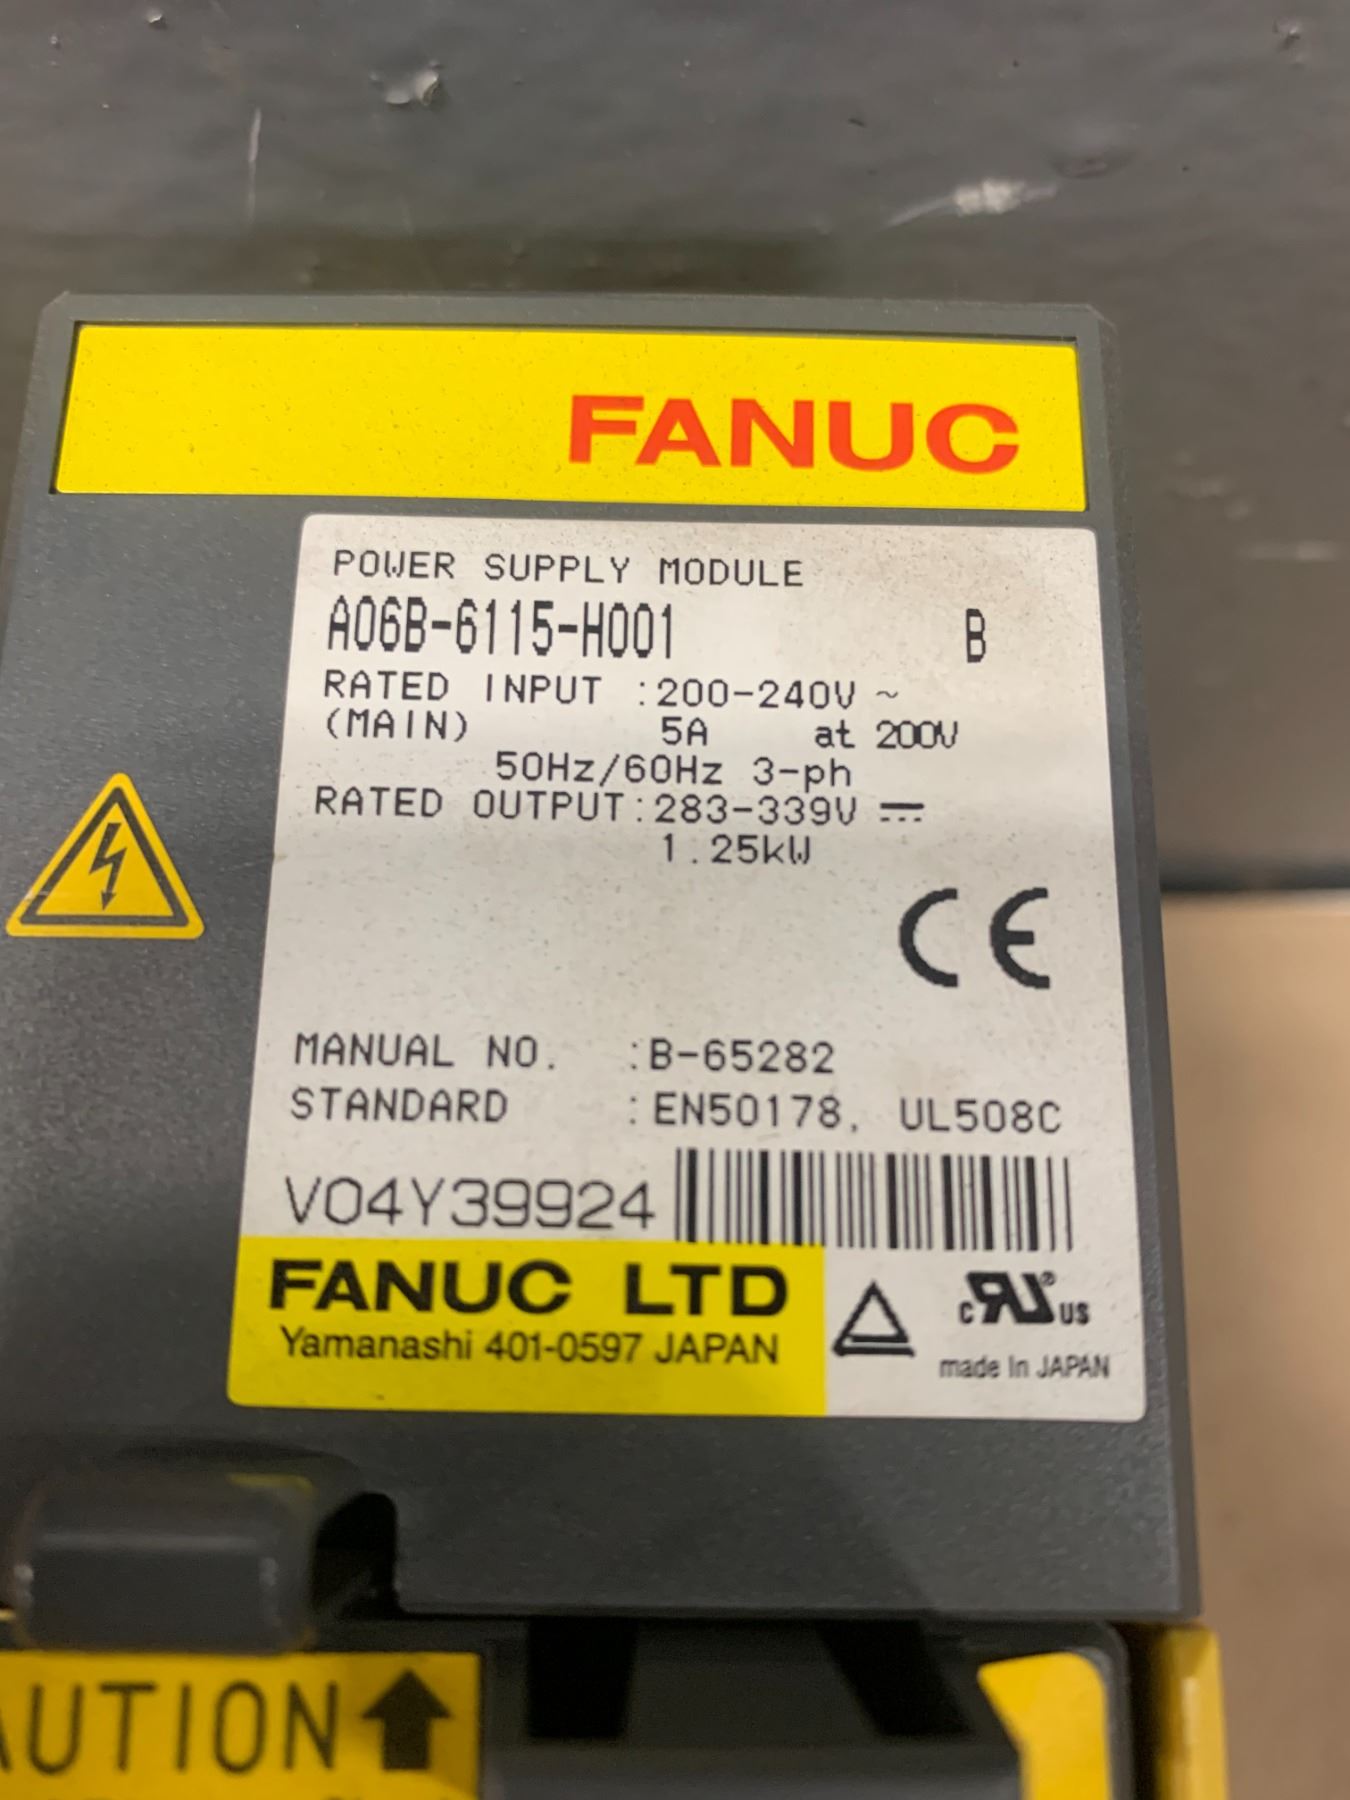 FANUC
POWER SUPPLY MODULE
A06B-6115-H001 B
RATED INPUT :200-240V ~
(MAIN) 5A at 200V
50Hz/60Hz 3-ph
RATED OUTPUT:283-339V ⎓
1.25kW
CE
MANUAL NO. :B-65282
STANDARD :EN50178, UL508C
V04Y39924
FANUC LTD
Yamanashi 401-0597 JAPAN
c RU® US
made In JAPAN
AUTION